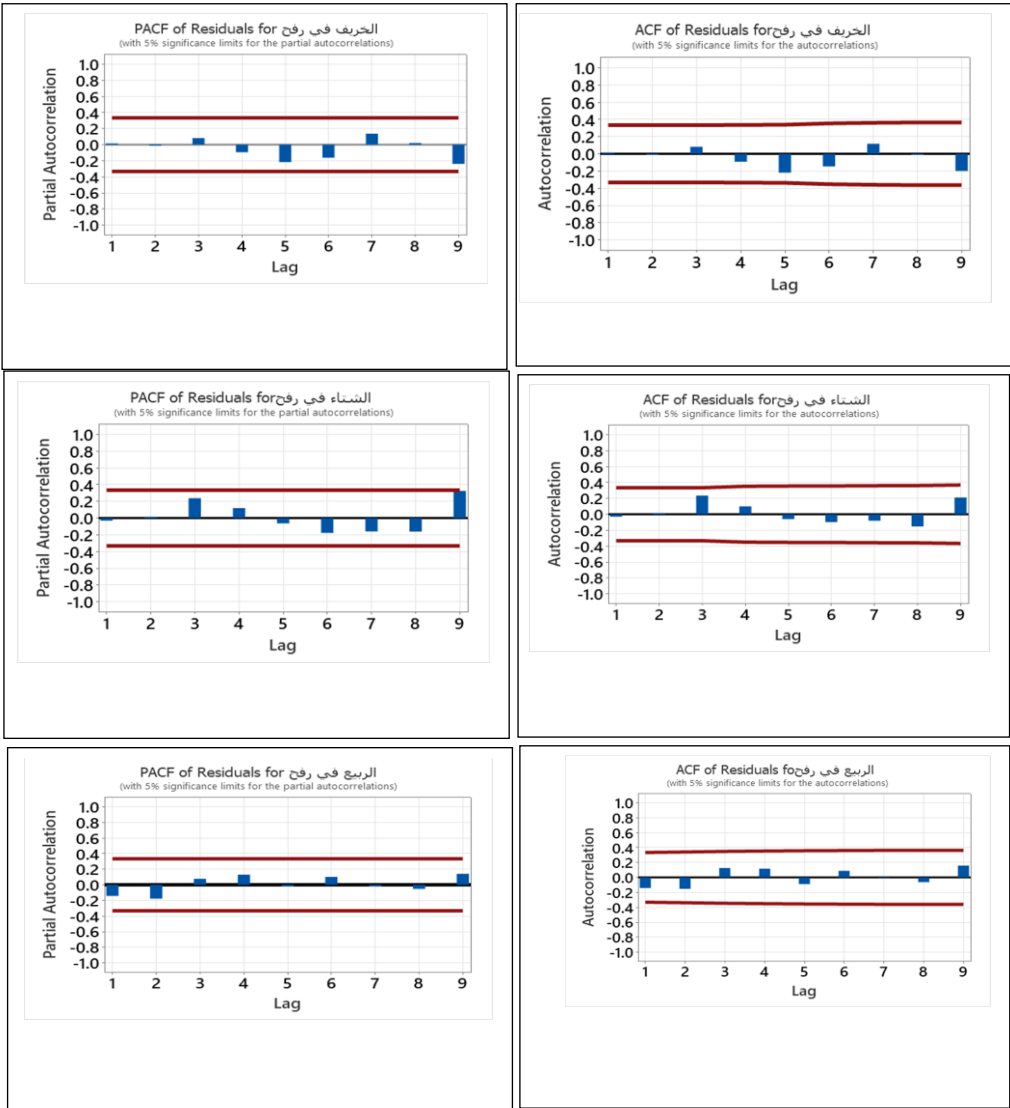 PACF of Residuals for الخريف في رفح
(with 5% significance limits for the partial autocorrelations)
Partial Autocorrelation
1.0
0.8
0.6
0.4
0.2
0.0
-0.2
-0.4
-0.6
-0.8
-1.0
1 2 3 4 5 6 7 8 9
Lag
ACF of Residuals forالخريف في رفح
(with 5% significance limits for the autocorrelations)
Autocorrelation
1.0
0.8
0.6
0.4
0.2
0.0
-0.2
-0.4
-0.6
-0.8
-1.0
1 2 3 4 5 6 7 8 9
Lag
PACF of Residuals forالشتاء في رفح
(with 5% significance limits for the partial autocorrelations)
Partial Autocorrelation
1.0
0.8
0.6
0.4
0.2
0.0
-0.2
-0.4
-0.6
-0.8
-1.0
1 2 3 4 5 6 7 8 9
Lag
ACF of Residuals forالشتاء في رفح
(with 5% significance limits for the autocorrelations)
Autocorrelation
1.0
0.8
0.6
0.4
0.2
0.0
-0.2
-0.4
-0.6
-0.8
-1.0
1 2 3 4 5 6 7 8 9
Lag
PACF of Residuals for الربيع في رفح
(with 5% significance limits for the partial autocorrelations)
Partial Autocorrelation
1.0
0.8
0.6
0.4
0.2
0.0
-0.2
-0.4
-0.6
-0.8
-1.0
1 2 3 4 5 6 7 8 9
Lag
ACF of Residuals foالربيع في رفح
(with 5% significance limits for the autocorrelations)
Autocorrelation
1.0
0.8
0.6
0.4
0.2
0.0
-0.2
-0.4
-0.6
-0.8
-1.0
1 2 3 4 5 6 7 8 9
Lag